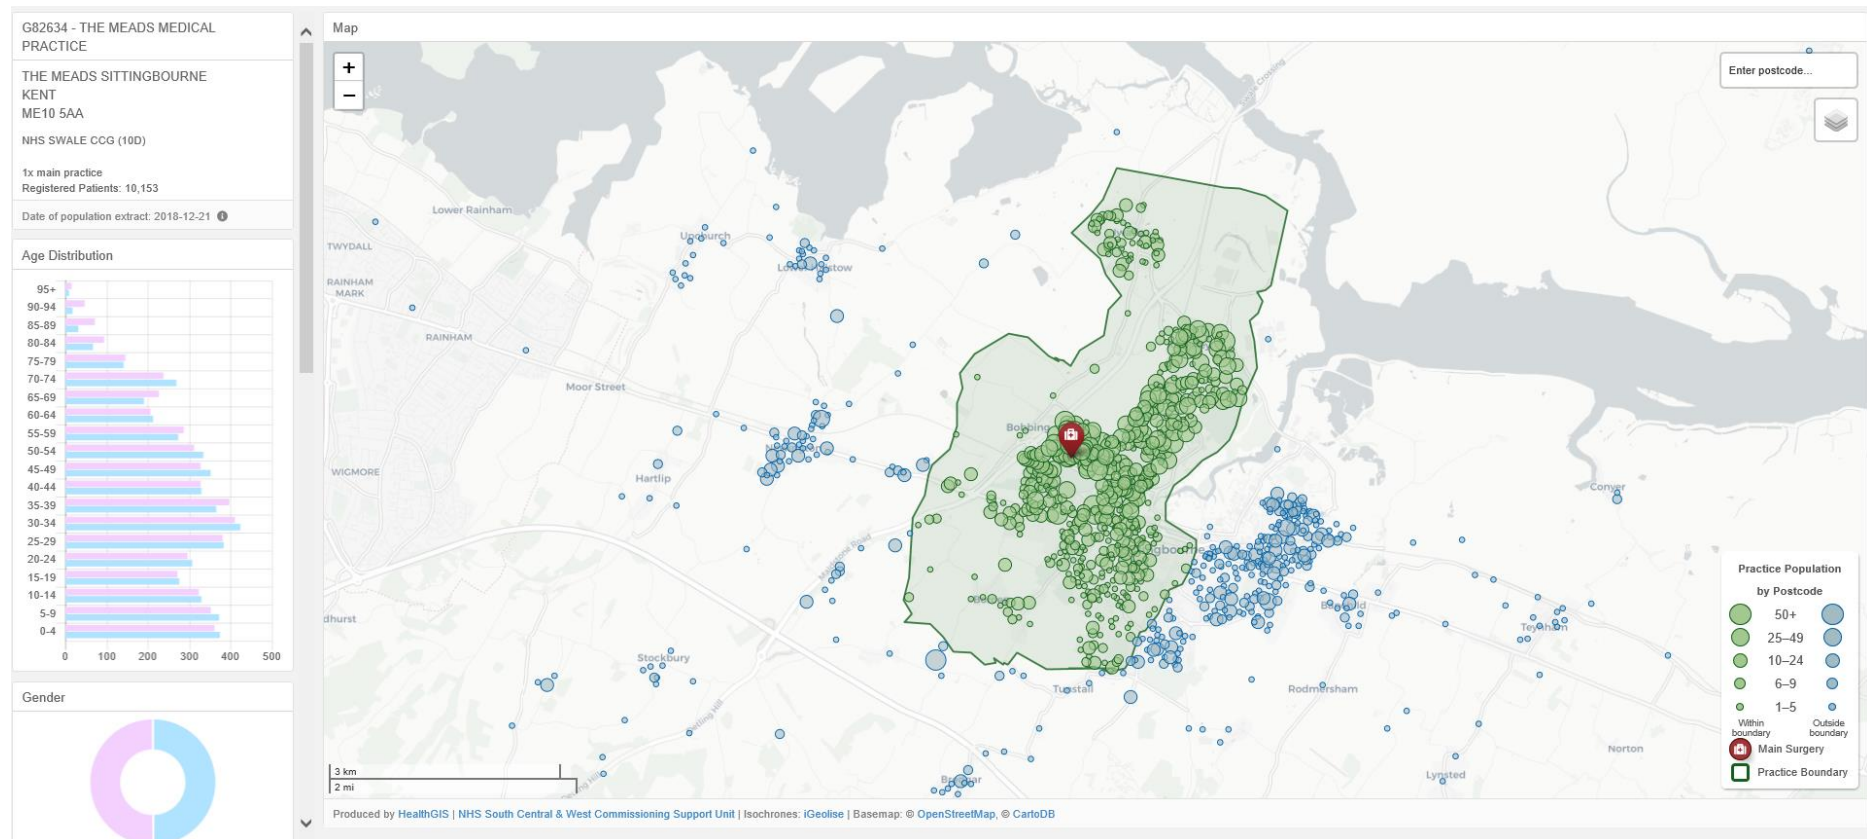 G82634 - THE MEADS MEDICAL
PRACTICE
THE MEADS SITTINGBOURNE
KENT
ME10 5AA
NHS SWALE CCG (10D)
1x main practice
Registered Patients: 10,153
Date of population extract: 2018-12-21
Age Distribution
95+
90-94
85-89
80-84
75-79
70-74
65-69
60-64
55-59
50-54
45-49
40-44
35-39
30-34
25-29
20-24
15-19
10-14
5-9
0-4
0 100 200 300 400 500
Gender
Map
+
−
Enter postcode...
Lower Rainham
TWYDALL
Upchurch
RAINHAM
MARK
RAINHAM
Moor Street
Bobbing
WIGMORE
Hartlip
Conyer
Maidstone Road
Stockbury
Tunstall
Rodmersham
Teynham
Detling Hill
Norton
Lynsted
3 km
2 mi
Practice Population
by Postcode
50+
25–49
10–24
6–9
1–5
Within
boundary
Outside
boundary
Main Surgery
Practice Boundary
Produced by HealthGIS | NHS South Central & West Commissioning Support Unit | Isochrones: iGeolise | Basemap: © OpenStreetMap, © CartoDB